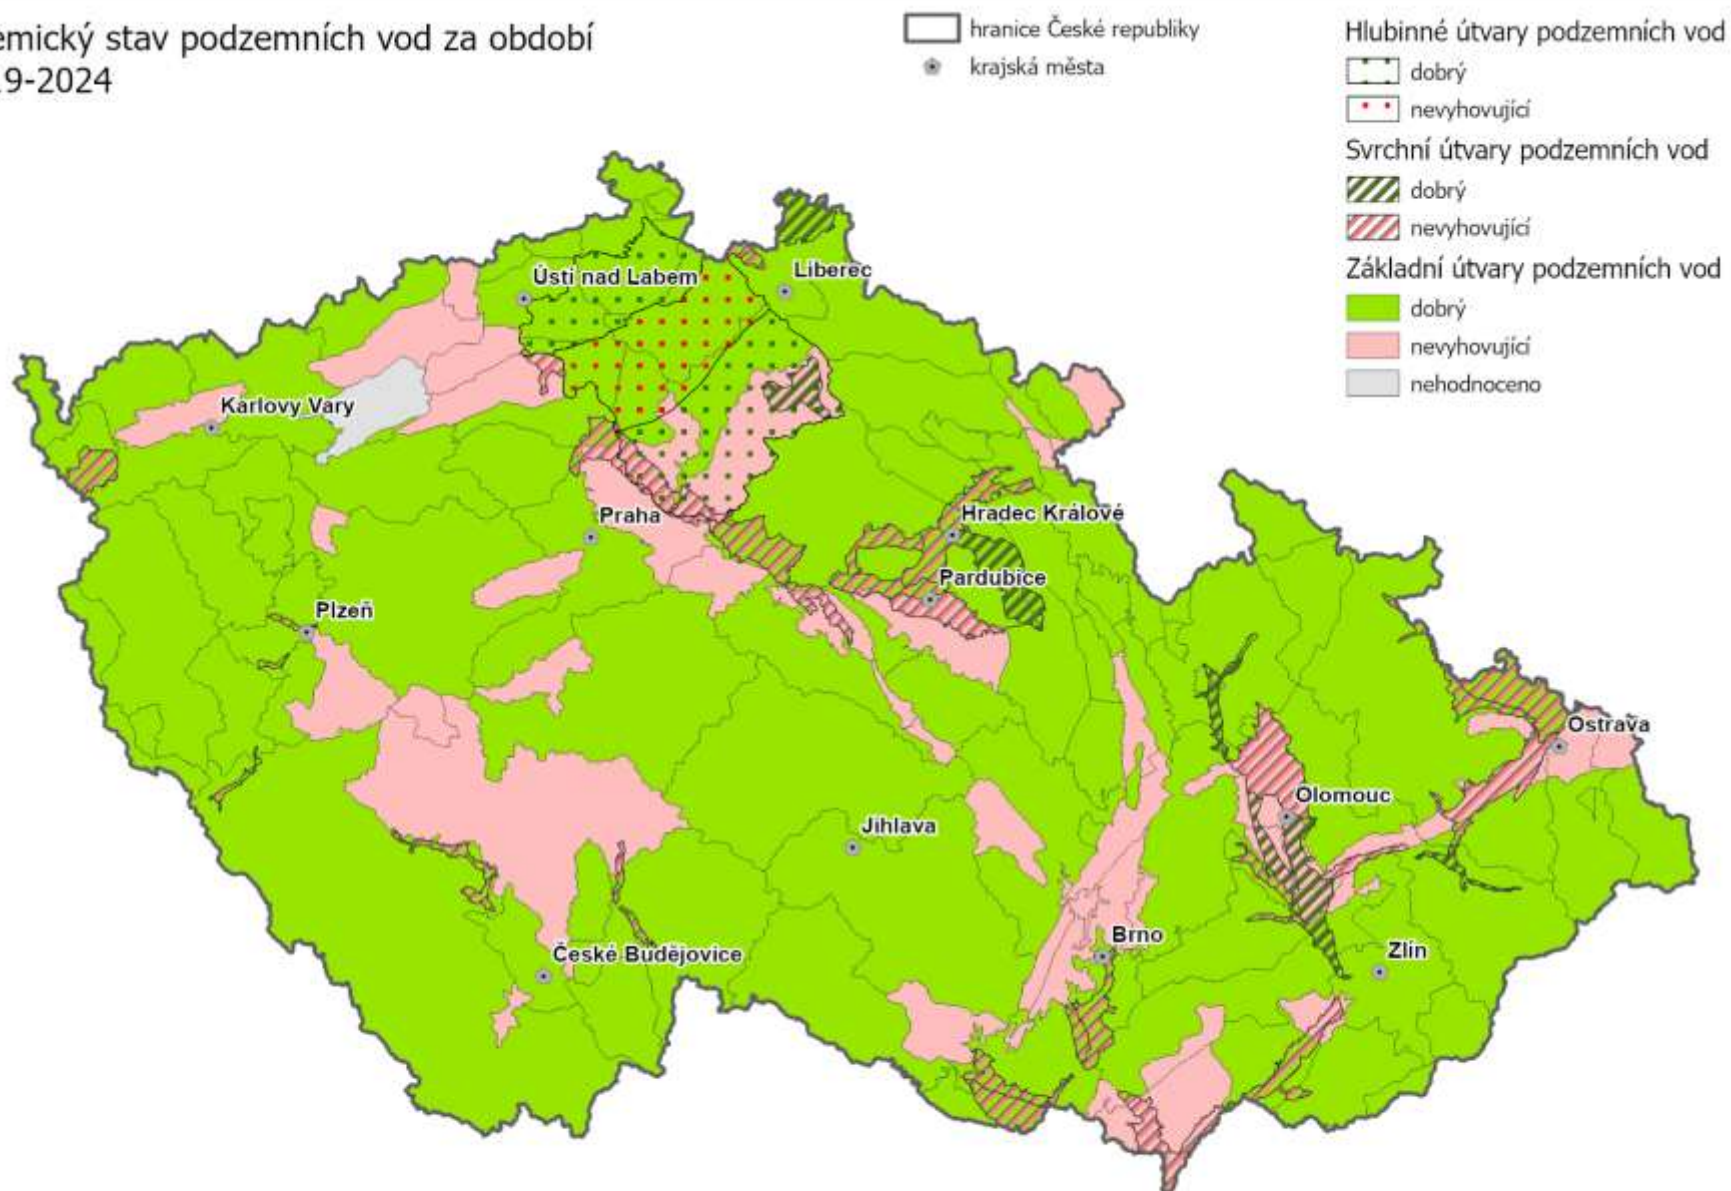 emický stav podzemních vod za období
9-2024
hranice České republiky
krajská města
Hlubinné útvary podzemních vod
dobrý
nevyhovující
Svrchní útvary podzemních vod
dobrý
nevyhovující
Základní útvary podzemních vod
dobrý
nevyhovující
nehodnoceno
Ústí nad Labem
Liberec
Karlovy Vary
Praha
Hradec Králové
Pardubice
Plzeň
Ostrava
Olomouc
Jihlava
Brno
Zlín
České Budějovice